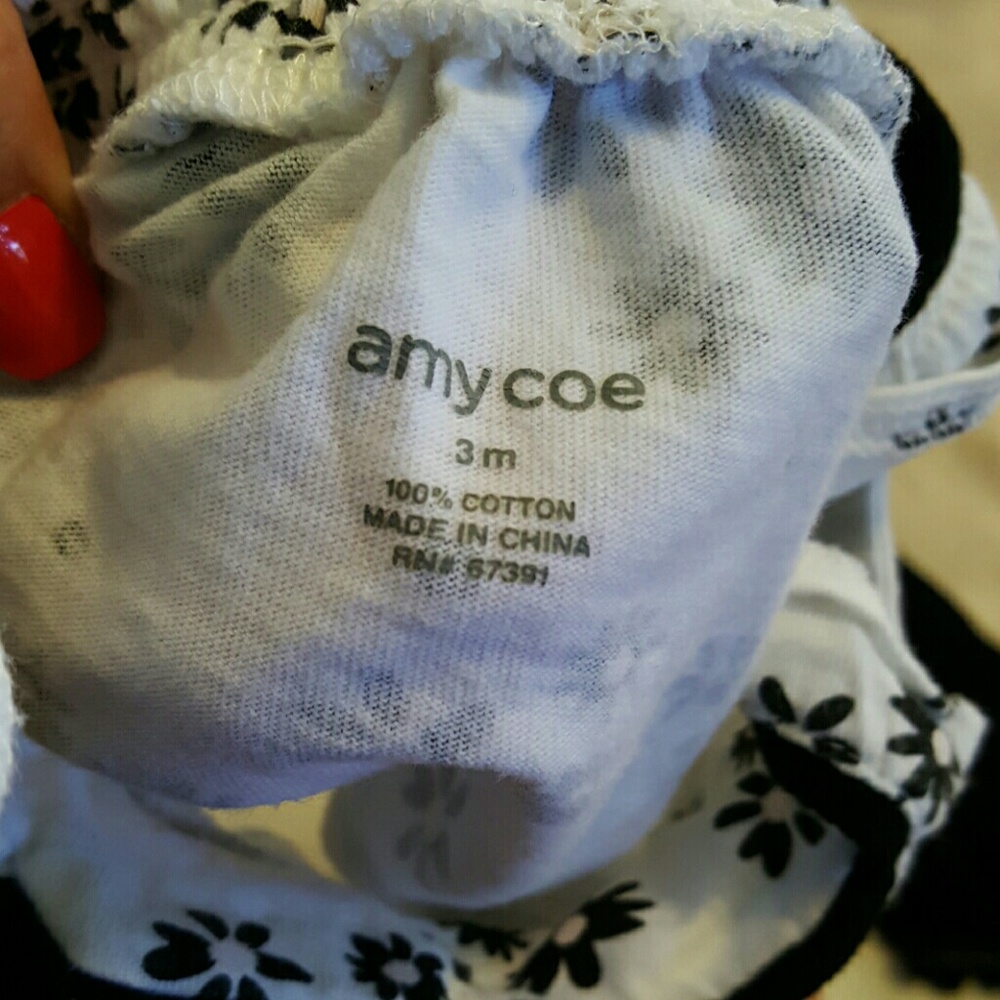 amy coe
3 m
100% COTTON
MADE IN CHINA
RN# 67391